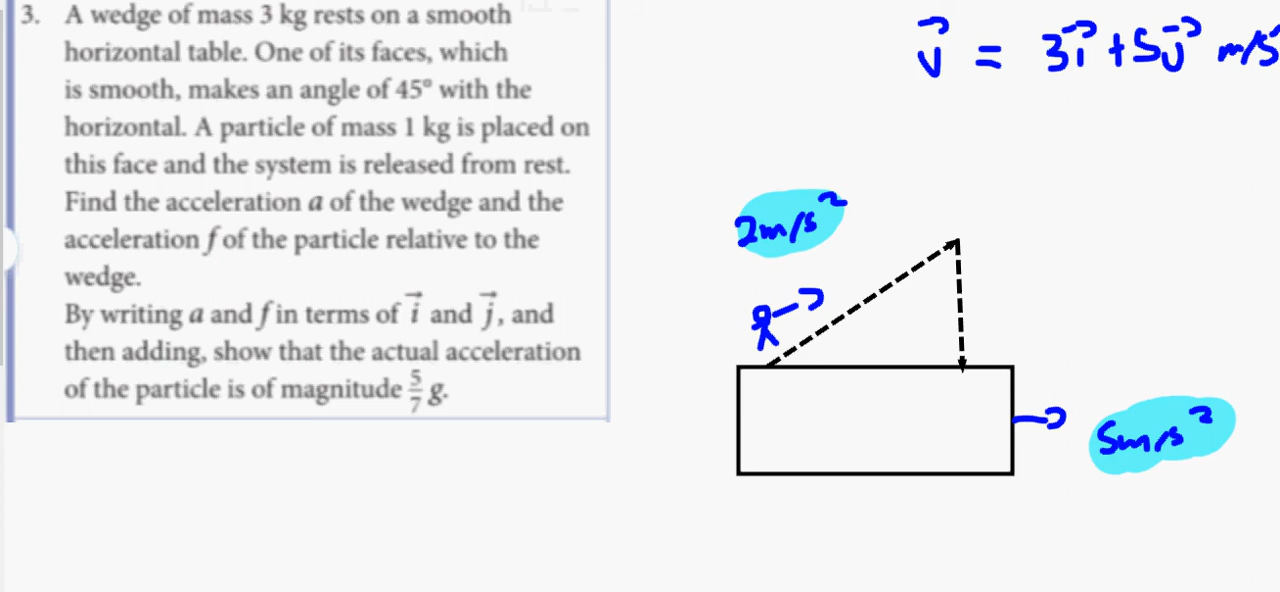 3. A wedge of mass 3 kg rests on a smooth
horizontal table. One of its faces, which
is smooth, makes an angle of 45° with the
horizontal. A particle of mass 1 kg is placed on
this face and the system is released from rest.
Find the acceleration a of the wedge and the
acceleration f of the particle relative to the
wedge.
By writing a and f in terms of i⃗ and j⃗, and
then adding, show that the actual acceleration
of the particle is of magnitude 5/7 g.
v⃗ = 3i⃗ + 5j⃗ m/s
2m/s²
5m/s²